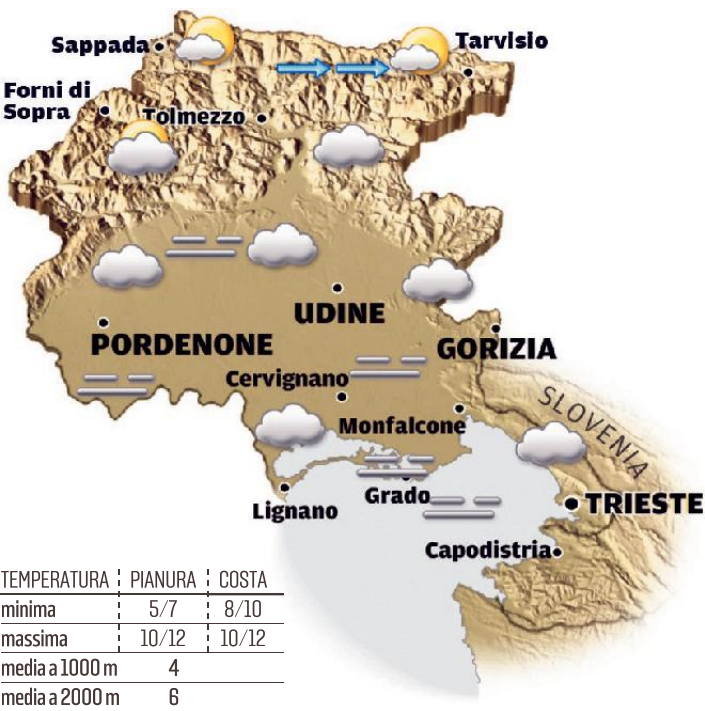 Sappada
Tarvisio
Forni di
Sopra
Tolmezzo
UDINE
PORDENONE
GORIZIA
Cervignano
SLOVENIA
Monfalcone
Grado
Lignano
TRIESTE
Capodistria
TEMPERATURA PIANURA COSTA
minima 5/7 8/10
massima 10/12 10/12
media a 1000 m 4
media a 2000 m 6